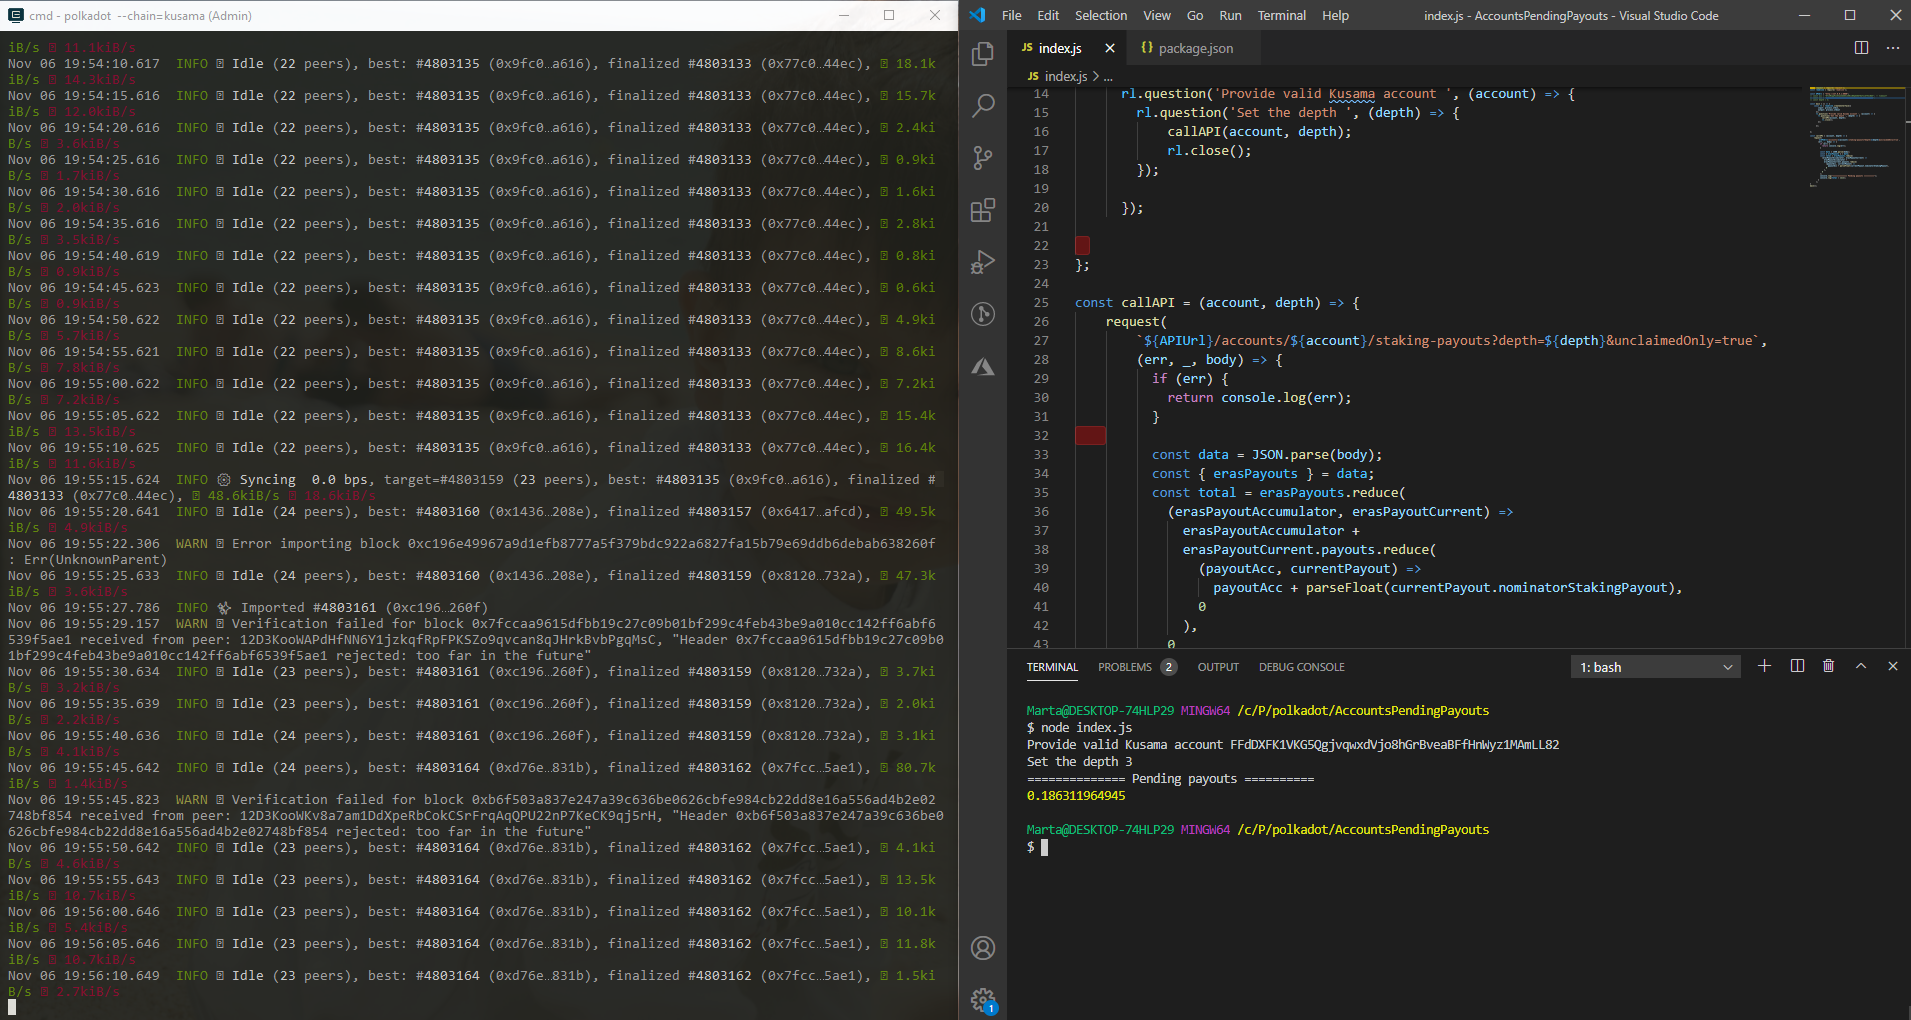 cmd - polkadot  --chain=kusama (Admin)
iB/s 11.1kiB/s
Nov 06 19:54:10.617  INFO Idle (22 peers), best: #4803135 (0x9fc0…a616), finalized #4803133 (0x77c0…44ec), 18.1k
iB/s 14.3kiB/s
Nov 06 19:54:15.616  INFO Idle (22 peers), best: #4803135 (0x9fc0…a616), finalized #4803133 (0x77c0…44ec), 15.7k
iB/s 12.0kiB/s
Nov 06 19:54:20.616  INFO Idle (22 peers), best: #4803135 (0x9fc0…a616), finalized #4803133 (0x77c0…44ec), 2.4ki
B/s 3.6kiB/s
Nov 06 19:54:25.616  INFO Idle (22 peers), best: #4803135 (0x9fc0…a616), finalized #4803133 (0x77c0…44ec), 0.9ki
B/s 1.7kiB/s
Nov 06 19:54:30.616  INFO Idle (22 peers), best: #4803135 (0x9fc0…a616), finalized #4803133 (0x77c0…44ec), 1.6ki
B/s 2.0kiB/s
Nov 06 19:54:35.616  INFO Idle (22 peers), best: #4803135 (0x9fc0…a616), finalized #4803133 (0x77c0…44ec), 2.8ki
B/s 3.5kiB/s
Nov 06 19:54:40.619  INFO Idle (22 peers), best: #4803135 (0x9fc0…a616), finalized #4803133 (0x77c0…44ec), 0.8ki
B/s 0.9kiB/s
Nov 06 19:54:45.623  INFO Idle (22 peers), best: #4803135 (0x9fc0…a616), finalized #4803133 (0x77c0…44ec), 0.6ki
B/s 0.9kiB/s
Nov 06 19:54:50.622  INFO Idle (22 peers), best: #4803135 (0x9fc0…a616), finalized #4803133 (0x77c0…44ec), 4.9ki
B/s 5.7kiB/s
Nov 06 19:54:55.621  INFO Idle (22 peers), best: #4803135 (0x9fc0…a616), finalized #4803133 (0x77c0…44ec), 8.6ki
B/s 7.8kiB/s
Nov 06 19:55:00.622  INFO Idle (22 peers), best: #4803135 (0x9fc0…a616), finalized #4803133 (0x77c0…44ec), 7.2ki
B/s 7.2kiB/s
Nov 06 19:55:05.622  INFO Idle (22 peers), best: #4803135 (0x9fc0…a616), finalized #4803133 (0x77c0…44ec), 15.4k
iB/s 13.5kiB/s
Nov 06 19:55:10.625  INFO Idle (22 peers), best: #4803135 (0x9fc0…a616), finalized #4803133 (0x77c0…44ec), 16.4k
iB/s 11.6kiB/s
Nov 06 19:55:15.624  INFO Syncing  0.0 bps, target=#4803159 (23 peers), best: #4803135 (0x9fc0…a616), finalized #
4803133 (0x77c0…44ec), 48.6kiB/s 18.6kiB/s
Nov 06 19:55:20.641  INFO Idle (24 peers), best: #4803160 (0x1436…208e), finalized #4803157 (0x6417…afcd), 49.5k
iB/s 4.9kiB/s
Nov 06 19:55:22.306  WARN Error importing block 0xc196e49967a9d1efb8777a5f379bdc922a6827fa15b79e69ddb6debab638260f
: Err(UnknownParent)
Nov 06 19:55:25.633  INFO Idle (24 peers), best: #4803160 (0x1436…208e), finalized #4803159 (0x8120…732a), 47.3k
iB/s 3.6kiB/s
Nov 06 19:55:27.786  INFO Imported #4803161 (0xc196…260f)
Nov 06 19:55:29.157  WARN Verification failed for block 0x7fccaa9615dfbb19c27c09b01bf299c4feb43be9a010cc142ff6abf6
539f5ae1 received from peer: 12D3KooWAPdHfNN6Y1jzkqfRpFPKSZo9qvcan8qJHrkBvbPgqMsC, "Header 0x7fccaa9615dfbb19c27c09b0
1bf299c4feb43be9a010cc142ff6abf6539f5ae1 rejected: too far in the future"
Nov 06 19:55:30.634  INFO Idle (23 peers), best: #4803161 (0xc196…260f), finalized #4803159 (0x8120…732a), 3.7ki
B/s 3.2kiB/s
Nov 06 19:55:35.639  INFO Idle (23 peers), best: #4803161 (0xc196…260f), finalized #4803159 (0x8120…732a), 2.0ki
B/s 2.2kiB/s
Nov 06 19:55:40.636  INFO Idle (24 peers), best: #4803161 (0xc196…260f), finalized #4803159 (0x8120…732a), 3.1ki
B/s 4.1kiB/s
Nov 06 19:55:45.642  INFO Idle (24 peers), best: #4803164 (0xd76e…831b), finalized #4803162 (0x7fcc…5ae1), 80.7k
iB/s 3.4kiB/s
Nov 06 19:55:45.823  WARN Verification failed for block 0xb6f503a837e247a39c636be0626cbfe984cb22dd8e16a556ad4b2e02
748bf854 received from peer: 12D3KooWKv8a7am1DdXpeRbCokCSrFrqAqQPU22nP7KeCK9qj5rH, "Header 0xb6f503a837e247a39c636be0
626cbfe984cb22dd8e16a556ad4b2e02748bf854 rejected: too far in the future"
Nov 06 19:55:50.642  INFO Idle (23 peers), best: #4803164 (0xd76e…831b), finalized #4803162 (0x7fcc…5ae1), 4.1ki
B/s 4.6kiB/s
Nov 06 19:55:55.643  INFO Idle (23 peers), best: #4803164 (0xd76e…831b), finalized #4803162 (0x7fcc…5ae1), 13.5k
iB/s 10.7kiB/s
Nov 06 19:56:00.646  INFO Idle (23 peers), best: #4803164 (0xd76e…831b), finalized #4803162 (0x7fcc…5ae1), 10.1k
iB/s 5.4kiB/s
Nov 06 19:56:05.646  INFO Idle (23 peers), best: #4803164 (0xd76e…831b), finalized #4803162 (0x7fcc…5ae1), 11.8k
iB/s 10.7kiB/s
Nov 06 19:56:10.649  INFO Idle (23 peers), best: #4803164 (0xd76e…831b), finalized #4803162 (0x7fcc…5ae1), 1.5ki
B/s 2.7kiB/s
File Edit Selection View Go Run Terminal Help index.js - AccountsPendingPayouts - Visual Studio Code
JS index.js {} package.json
JS index.js > ...
14 rl.question('Provide valid Kusama account ', (account) => {
15 rl.question('Set the depth ', (depth) => {
16 callAPI(account, depth);
17 rl.close();
18 });
19
20 });
21
22
23 };
24
25 const callAPI = (account, depth) => {
26 request(
27 `${APIUrl}/accounts/${account}/staking-payouts?depth=${depth}&unclaimedOnly=true`,
28 (err, _, body) => {
29 if (err) {
30 return console.log(err);
31 }
32
33 const data = JSON.parse(body);
34 const { erasPayouts } = data;
35 const total = erasPayouts.reduce(
36 (erasPayoutAccumulator, erasPayoutCurrent) =>
37 erasPayoutAccumulator +
38 erasPayoutCurrent.payouts.reduce(
39 (payoutAcc, currentPayout) =>
40 payoutAcc + parseFloat(currentPayout.nominatorStakingPayout),
41 0
42 ),
43 0
TERMINAL PROBLEMS 2 OUTPUT DEBUG CONSOLE 1: bash
Marta@DESKTOP-74HLP29 MINGW64 /c/P/polkadot/AccountsPendingPayouts
$ node index.js
Provide valid Kusama account FFdDXFK1VKG5QgjvqwxdVjo8hGrBveaBFfHnWyz1MAmLL82
Set the depth 3
============== Pending payouts ==========
0.186311964945
Marta@DESKTOP-74HLP29 MINGW64 /c/P/polkadot/AccountsPendingPayouts
$
1